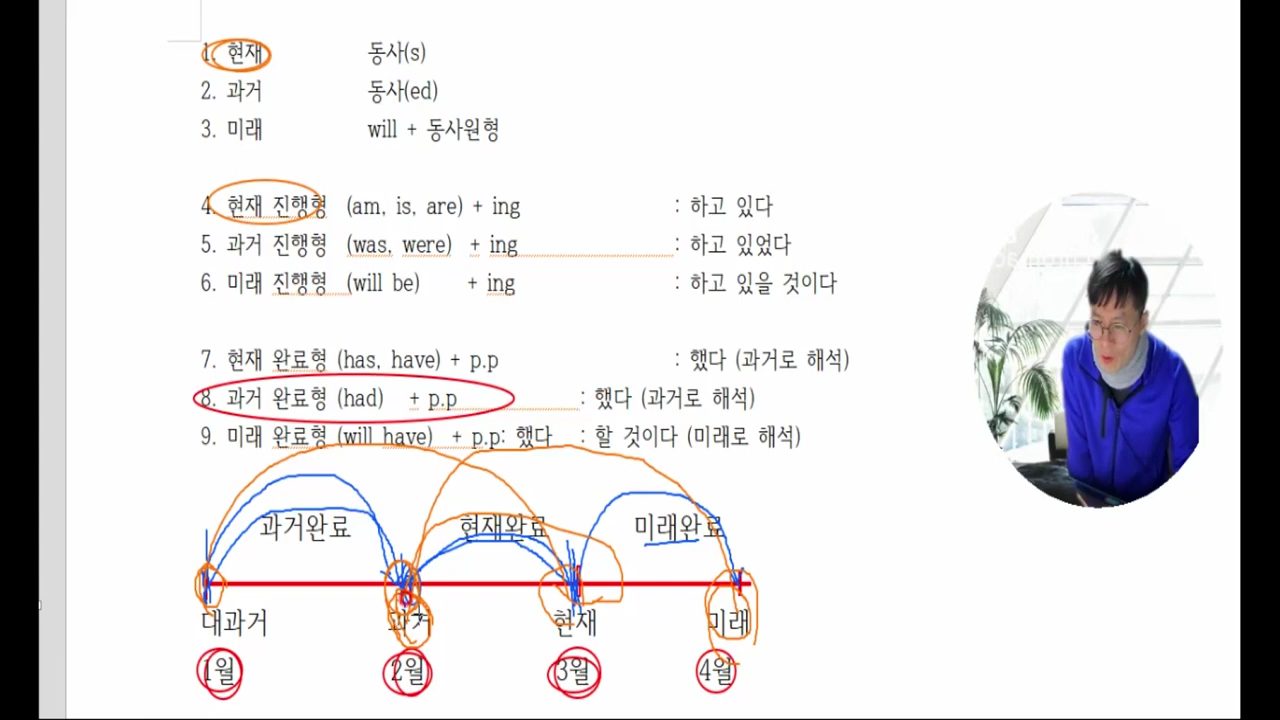 1. 현재 동사(s)
2. 과거 동사(ed)
3. 미래 will + 동사원형
4. 현재 진행형 (am, is, are) + ing : 하고 있다
5. 과거 진행형 (was, were) + ing : 하고 있었다
6. 미래 진행형 (will be) + ing : 하고 있을 것이다
7. 현재 완료형 (has, have) + p.p : 했다 (과거로 해석)
8. 과거 완료형 (had) + p.p : 했다 (과거로 해석)
9. 미래 완료형 (will have) + p.p: 했다 : 할 것이다 (미래로 해석)
과거완료 현재완료 미래완료
대과거 과거 현재 미래
1월 2월 3월 4월